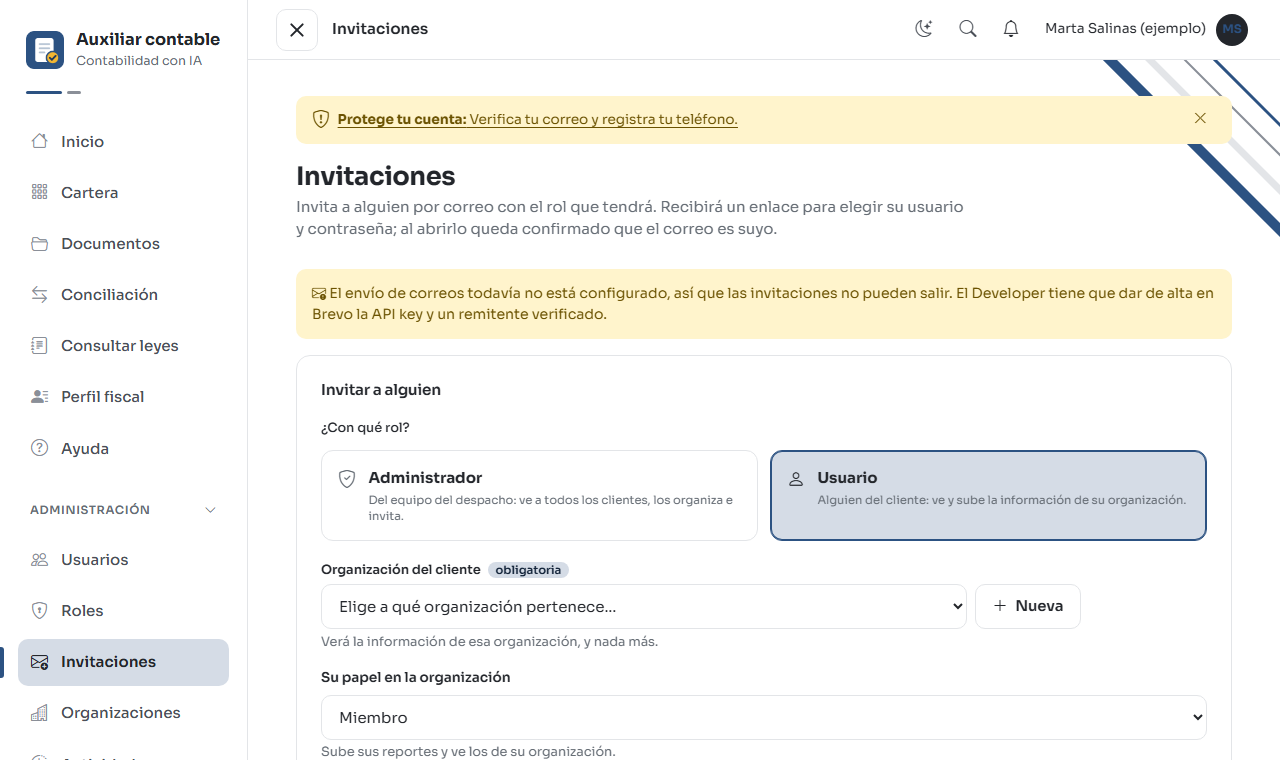 Auxiliar contable
Contabilidad con IA
Invitaciones
Marta Salinas (ejemplo)
MS
Inicio
Cartera
Documentos
Conciliación
Consultar leyes
Perfil fiscal
Ayuda
ADMINISTRACIÓN
Usuarios
Roles
Invitaciones
Organizaciones
Protege tu cuenta: Verifica tu correo y registra tu teléfono.
Invitaciones
Invita a alguien por correo con el rol que tendrá. Recibirá un enlace para elegir su usuario
y contraseña; al abrirlo queda confirmado que el correo es suyo.
El envío de correos todavía no está configurado, así que las invitaciones no pueden salir. El Developer tiene que dar de alta en
Brevo la API key y un remitente verificado.
Invitar a alguien
¿Con qué rol?
Administrador
Del equipo del despacho: ve a todos los clientes, los organiza e
invita.
Usuario
Alguien del cliente: ve y sube la información de su organización.
Organización del cliente obligatoria
Elige a qué organización pertenece...
+ Nueva
Verá la información de esa organización, y nada más.
Su papel en la organización
Miembro
Sube sus reportes y ve los de su organización.